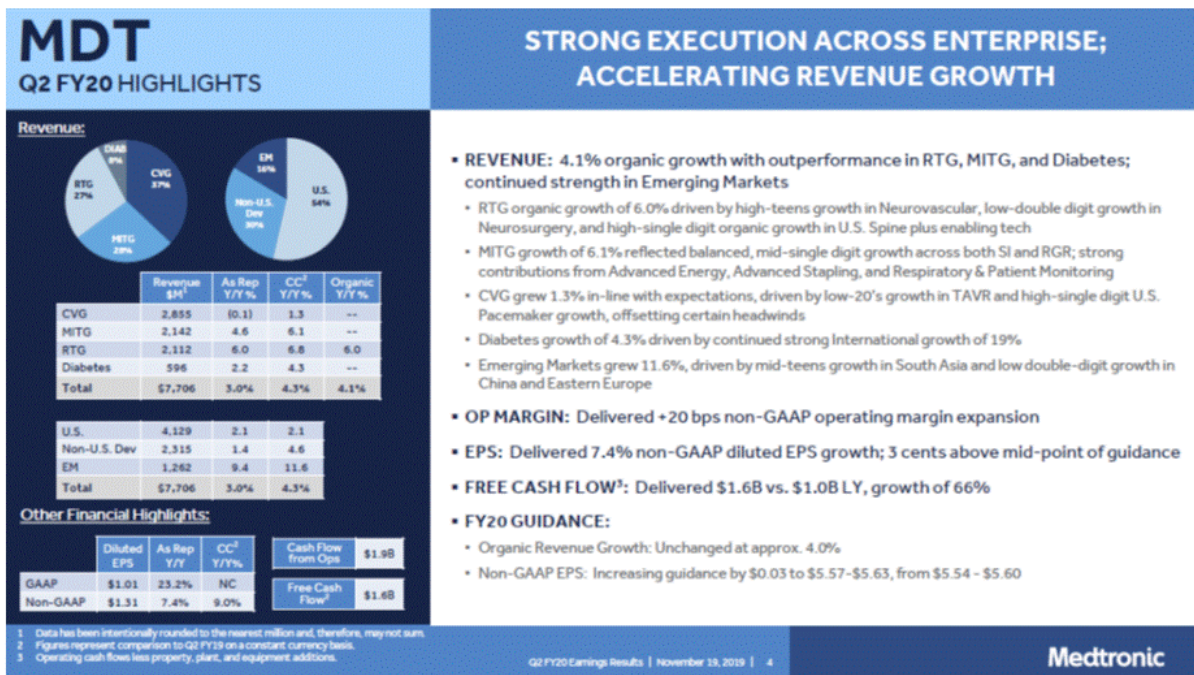 MDT
Q2 FY20 HIGHLIGHTS
STRONG EXECUTION ACROSS ENTERPRISE;
ACCELERATING REVENUE GROWTH
Revenue:
DIAB
8%
CVG
37%
RTG
27%
MITG
28%
EM
16%
U.S.
54%
Non-U.S.
Dev
30%
Revenue $M1 As Rep Y/Y % CC2 Y/Y % Organic Y/Y %
CVG 2,855 (0.1) 1.3 --
MITG 2,142 4.6 6.1 --
RTG 2,112 6.0 6.8 6.0
Diabetes 596 2.2 4.3 --
Total $7,706 3.0% 4.3% 4.1%
U.S. 4,129 2.1 2.1
Non-U.S. Dev 2,315 1.4 4.6
EM 1,262 9.4 11.6
Total $7,706 3.0% 4.3%
Other Financial Highlights:
Diluted EPS As Rep Y/Y CC2 Y/Y%
GAAP $1.01 23.2% NC
Non-GAAP $1.31 7.4% 9.0%
Cash Flow from Ops $1.9B
Free Cash Flow2 $1.6B
▪ REVENUE: 4.1% organic growth with outperformance in RTG, MITG, and Diabetes;
continued strength in Emerging Markets
• RTG organic growth of 6.0% driven by high-teens growth in Neurovascular, low-double digit growth in
Neurosurgery, and high-single digit organic growth in U.S. Spine plus enabling tech
• MITG growth of 6.1% reflected balanced, mid-single digit growth across both SI and RGR; strong
contributions from Advanced Energy, Advanced Stapling, and Respiratory & Patient Monitoring
• CVG grew 1.3% in-line with expectations, driven by low-20's growth in TAVR and high-single digit U.S.
Pacemaker growth, offsetting certain headwinds
• Diabetes growth of 4.3% driven by continued strong International growth of 19%
• Emerging Markets grew 11.6%, driven by mid-teens growth in South Asia and low double-digit growth in
China and Eastern Europe
▪ OP MARGIN: Delivered +20 bps non-GAAP operating margin expansion
▪ EPS: Delivered 7.4% non-GAAP diluted EPS growth; 3 cents above mid-point of guidance
▪ FREE CASH FLOW3: Delivered $1.6B vs. $1.0B LY, growth of 66%
▪ FY20 GUIDANCE:
• Organic Revenue Growth: Unchanged at approx. 4.0%
• Non-GAAP EPS: Increasing guidance by $0.03 to $5.57-$5.63, from $5.54 - $5.60
1 Data has been intentionally rounded to the nearest million and, therefore, may not sum.
2 Figures represent comparison to Q2 FY19 on a constant currency basis.
3 Operating cash flows less property, plant, and equipment additions.
Q2 FY20 Earnings Results | November 19, 2019 | 4
Medtronic